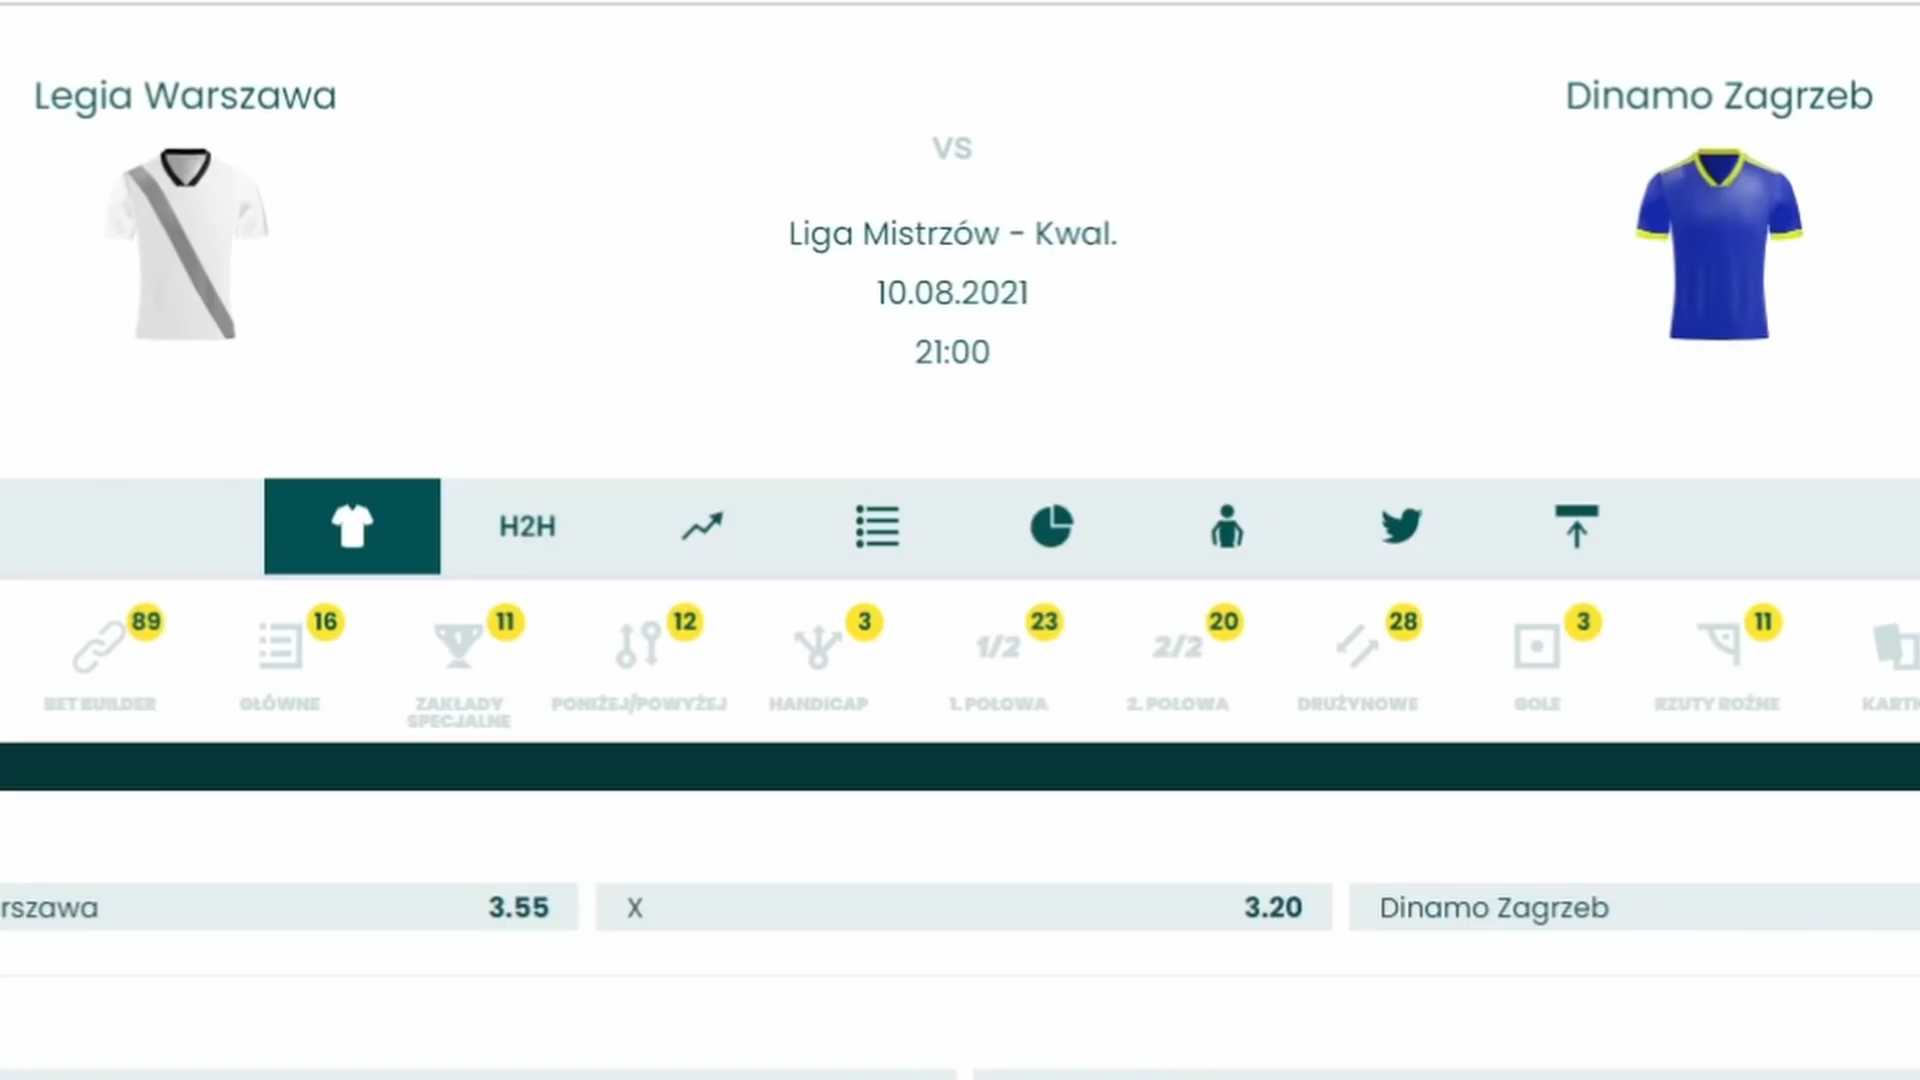 Legia Warszawa
Dinamo Zagrzeb
VS
Liga Mistrzów - Kwal.
10.08.2021
21:00
H2H
89
16
11
12
3
1/2 23
2/2 20
28
3
11
BET BUILDER
GŁÓWNE
ZAKŁADY
SPECJALNE
PONIŻEJ/POWYŻEJ
HANDICAP
1. POŁOWA
2. POŁOWA
DRUŻYNOWE
GOLE
RZUTY ROŻNE
KARTK
rszawa 3.55
X 3.20
Dinamo Zagrzeb